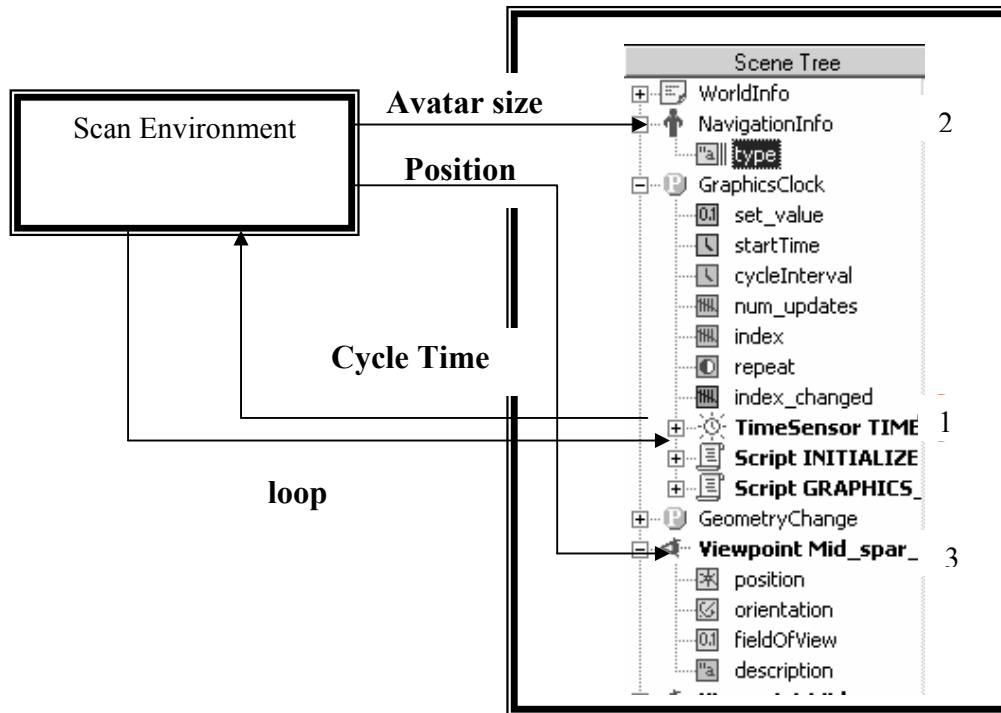 Scene Tree
WorldInfo
Avatar size
Scan Environment
NavigationInfo
2
type
Position
GraphicsClock
set_value
startTime
cycleInterval
num_updates
index
Cycle Time
repeat
index_changed
1
TimeSensor TIME
Script INITIALIZE
Script GRAPHICS_
loop
GeometryChange
Viewpoint Mid_spar_
3
position
orientation
fieldOfView
description